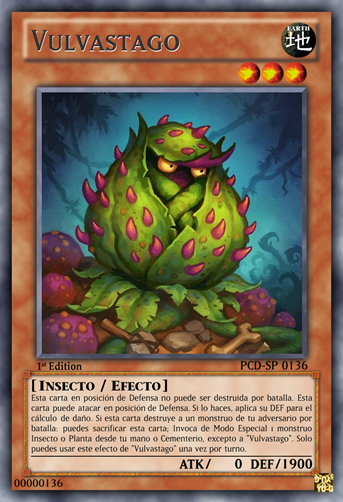 VULVASTAGO
EARTH
地
1st Edition
PCD-SP 0136
[ INSECTO / EFECTO ]
Esta carta en posición de Defensa no puede ser destruida por batalla. Esta
carta puede atacar en posición de Defensa. Si lo haces, aplica su DEF para el
cálculo de daño. Si esta carta destruye a un monstruo de tu adversario por
batalla: puedes sacrificar esta carta; Invoca de Modo Especial 1 monstruo
Insecto o Planta desde tu mano o Cementerio, excepto a "Vulvastago". Solo
puedes usar este efecto de "Vulvastago" una vez por turno.
ATK/ 0 DEF/1900
00000136